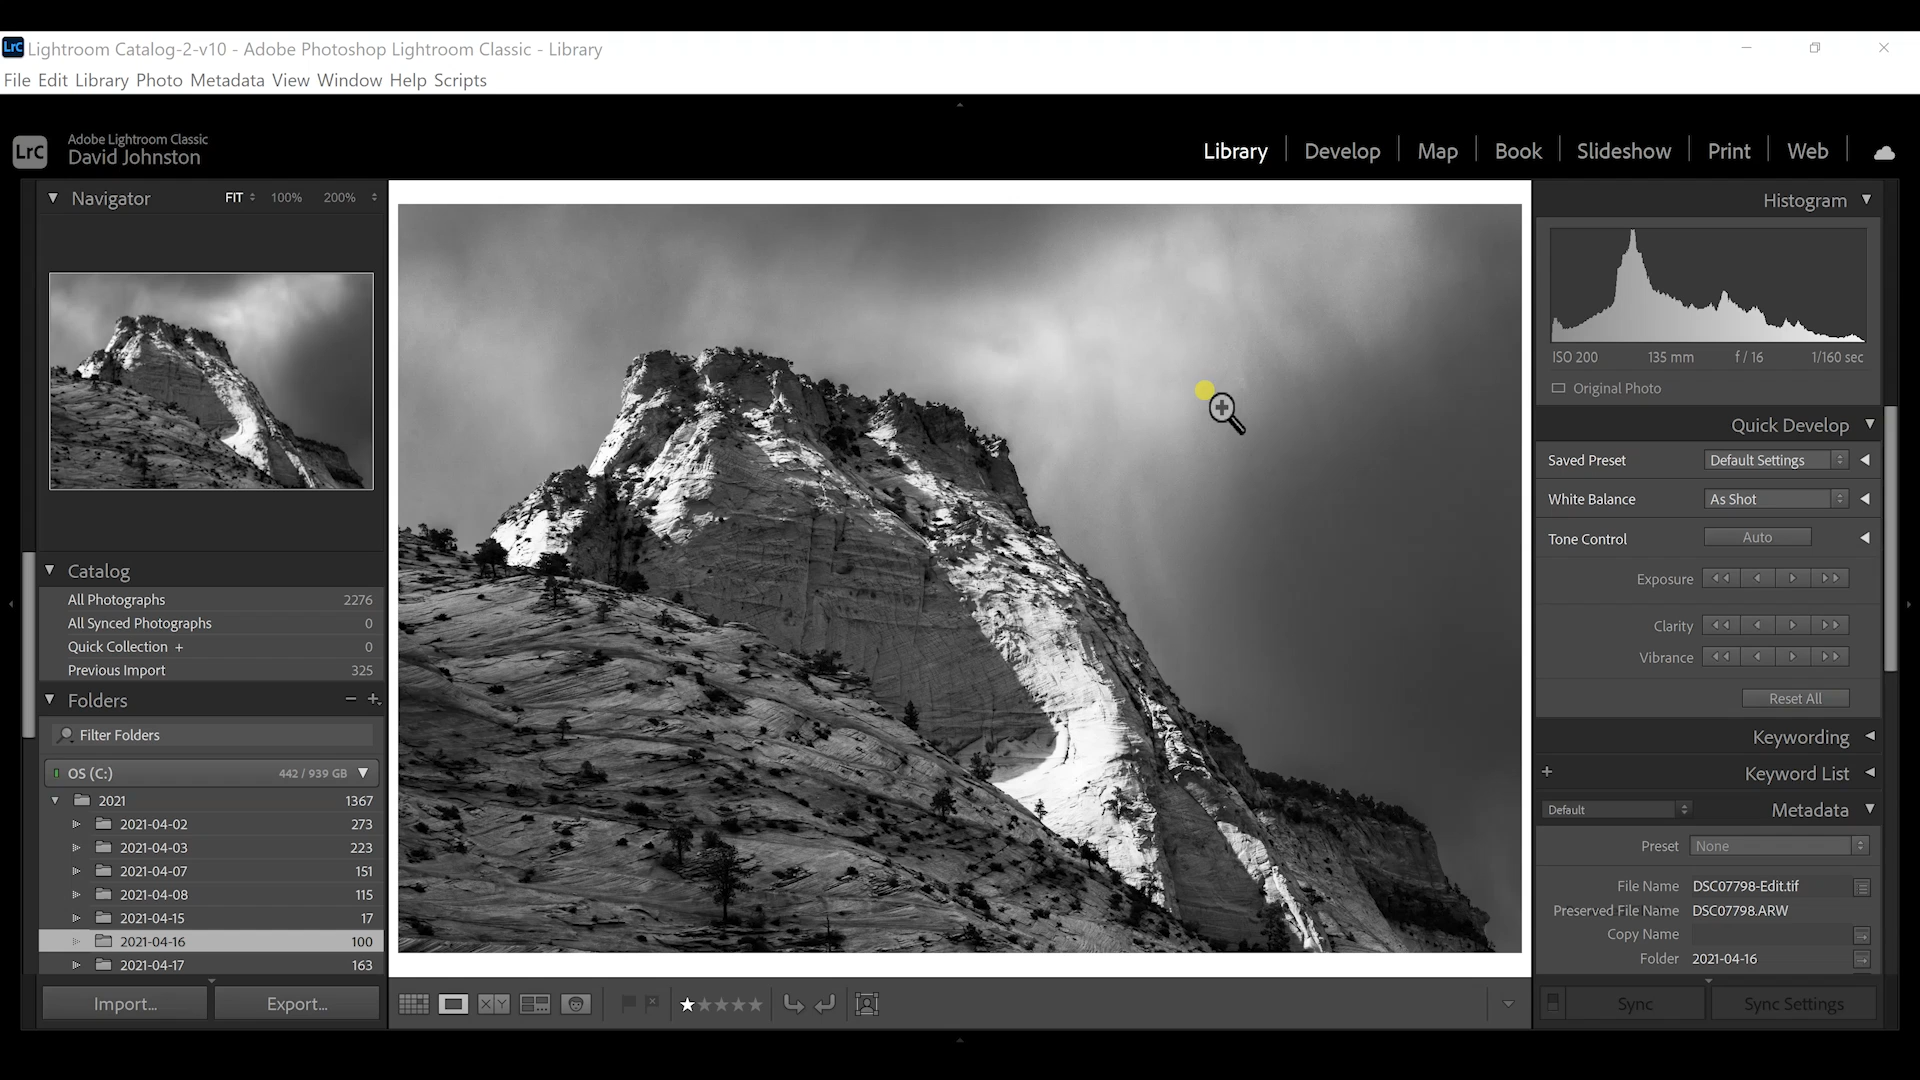 LrC Lightroom Catalog-2-v10 - Adobe Photoshop Lightroom Classic - Library
File Edit Library Photo Metadata View Window Help Scripts
LrC
Adobe Lightroom Classic
David Johnston
Library | Develop | Map | Book | Slideshow | Print | Web |
Navigator FIT 100% 200%
Catalog
All Photographs 2276
All Synced Photographs 0
Quick Collection + 0
Previous Import 325
Folders
Filter Folders
OS (C:) 442 / 939 GB
2021 1367
2021-04-02 273
2021-04-03 223
2021-04-07 151
2021-04-08 115
2021-04-15 17
2021-04-16 100
2021-04-17 163
Import... Export...
X Y
Histogram
ISO 200 135 mm f / 16 1/160 sec
Original Photo
Quick Develop
Saved Preset Default Settings
White Balance As Shot
Tone Control Auto
Exposure
Clarity
Vibrance
Reset All
Keywording
Keyword List
Default Metadata
Preset None
File Name DSC07798-Edit.tif
Preserved File Name DSC07798.ARW
Copy Name
Folder 2021-04-16
Sync Sync Settings